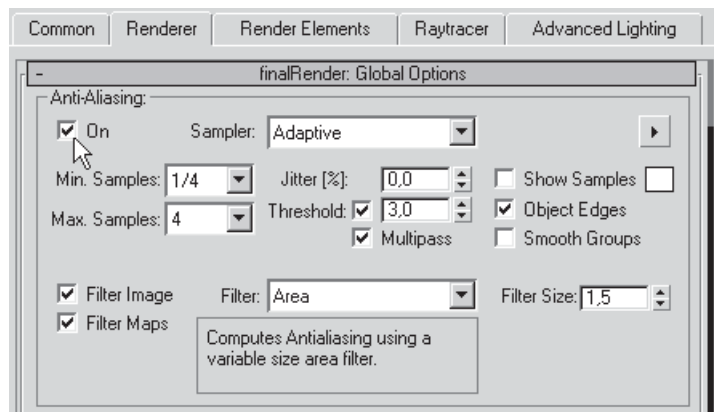 Common Renderer Render Elements Raytracer Advanced Lighting
- finalRender: Global Options
Anti-Aliasing:
On Sampler: Adaptive
Min. Samples: 1/4 Jitter [%]: 0,0 Show Samples
Max. Samples: 4 Threshold: 3,0 Object Edges
Multipass Smooth Groups
Filter Image Filter: Area Filter Size: 1,5
Filter Maps
Computes Antialiasing using a
variable size area filter.